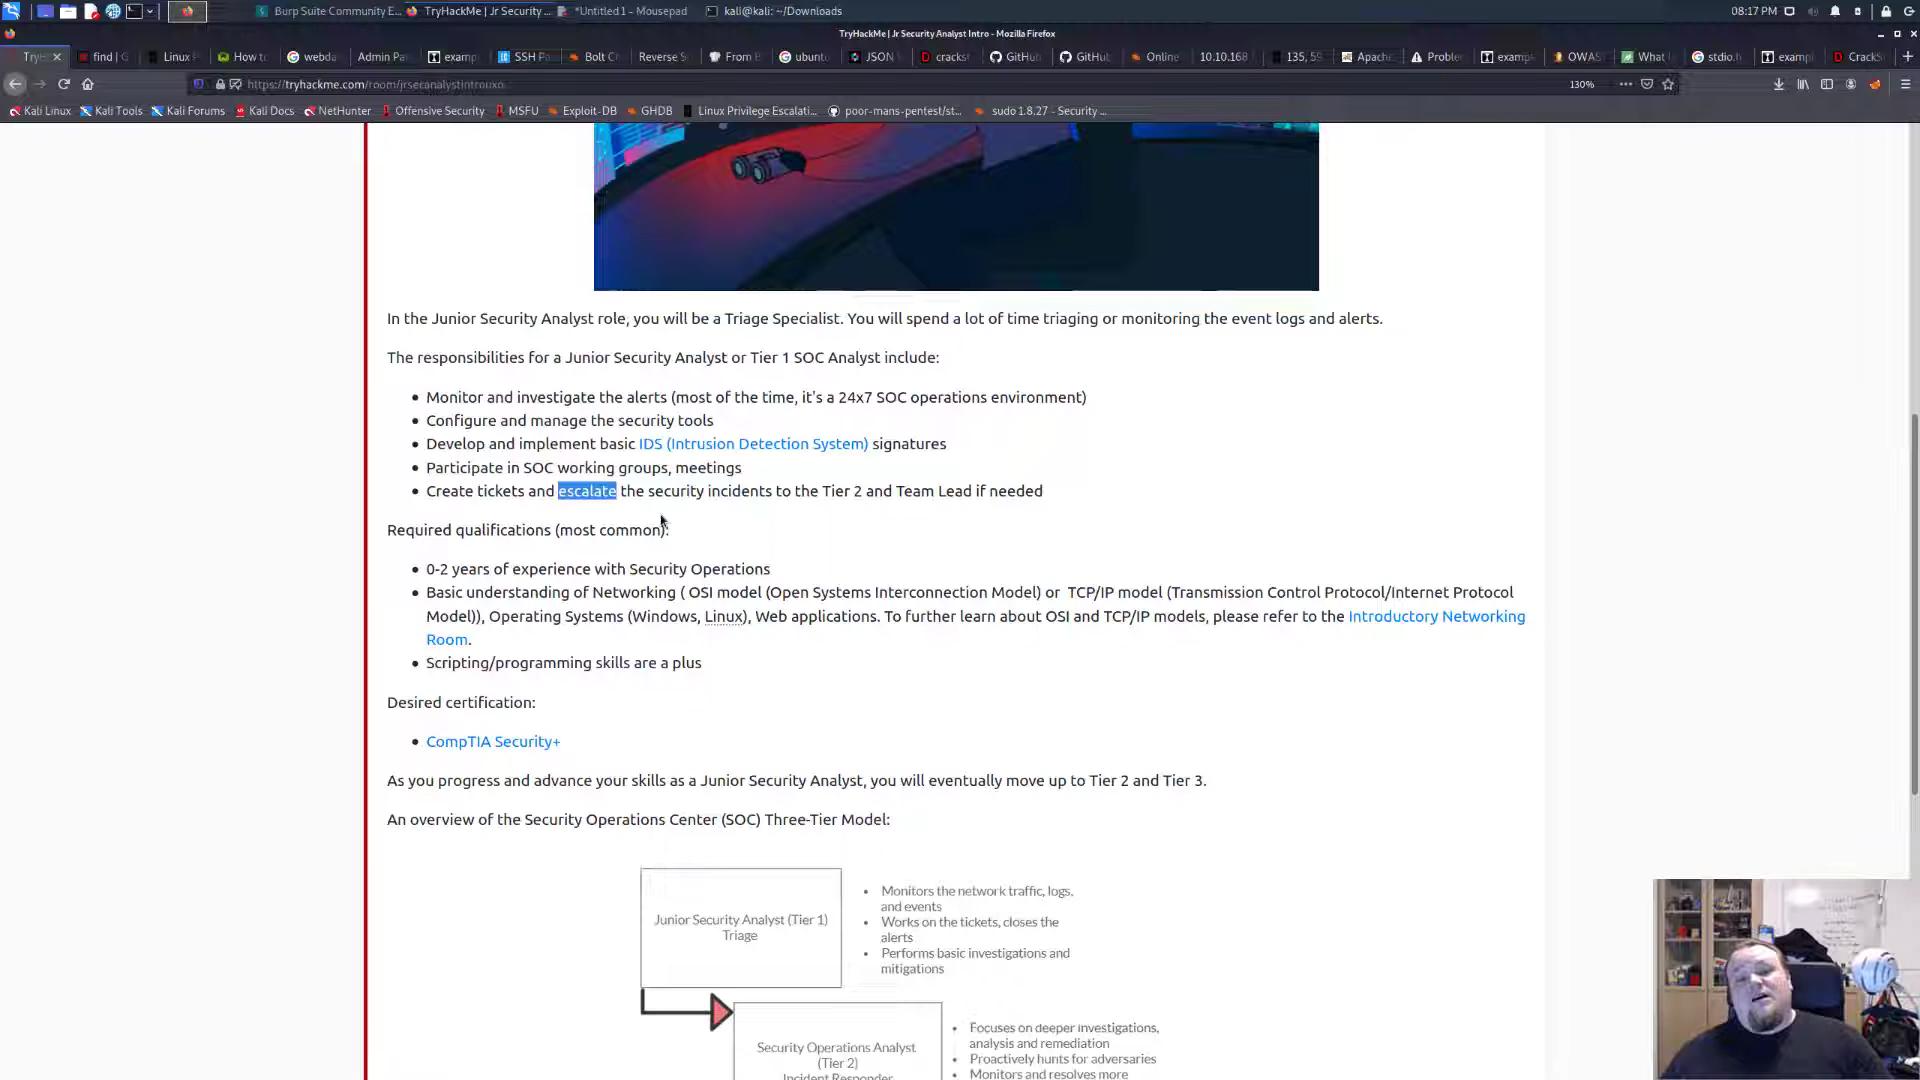 Burp Suite Community E... TryHackMe | Jr Security ... *Untitled 1 - Mousepad kali@kali: ~/Downloads 08:17 PM
TryHackMe | Jr Security Analyst Intro - Mozilla Firefox
TryH find | G Linux How to webda Admin Pa examp SSH Pa Bolt C Reverse S From B ubuntu JSON crackst GitHub GitHub Online 10.10.168 135, 59 Apach Proble examp OWAS What stdio.h exampl CrackS
https://tryhackme.com/room/jrsecanalystintrouxo 130%
Kali Linux Kali Tools Kali Forums Kali Docs NetHunter Offensive Security MSFU Exploit-DB GHDB Linux Privilege Escalati... poor-mans-pentest/st... sudo 1.8.27 - Security ...
In the Junior Security Analyst role, you will be a Triage Specialist. You will spend a lot of time triaging or monitoring the event logs and alerts.
The responsibilities for a Junior Security Analyst or Tier 1 SOC Analyst include:
• Monitor and investigate the alerts (most of the time, it's a 24x7 SOC operations environment)
• Configure and manage the security tools
• Develop and implement basic IDS (Intrusion Detection System) signatures
• Participate in SOC working groups, meetings
• Create tickets and escalate the security incidents to the Tier 2 and Team Lead if needed
Required qualifications (most common):
• 0-2 years of experience with Security Operations
• Basic understanding of Networking ( OSI model (Open Systems Interconnection Model) or TCP/IP model (Transmission Control Protocol/Internet Protocol
Model)), Operating Systems (Windows, Linux), Web applications. To further learn about OSI and TCP/IP models, please refer to the Introductory Networking
Room.
• Scripting/programming skills are a plus
Desired certification:
• CompTIA Security+
As you progress and advance your skills as a Junior Security Analyst, you will eventually move up to Tier 2 and Tier 3.
An overview of the Security Operations Center (SOC) Three-Tier Model:
Junior Security Analyst (Tier 1)
Triage
• Monitors the network traffic, logs,
and events
• Works on the tickets, closes the
alerts
• Performs basic investigations and
mitigations
Security Operations Analyst
(Tier 2)
Incident Responder
• Focuses on deeper investigations,
analysis and remediation
• Proactively hunts for adversaries
• Monitors and resolves more